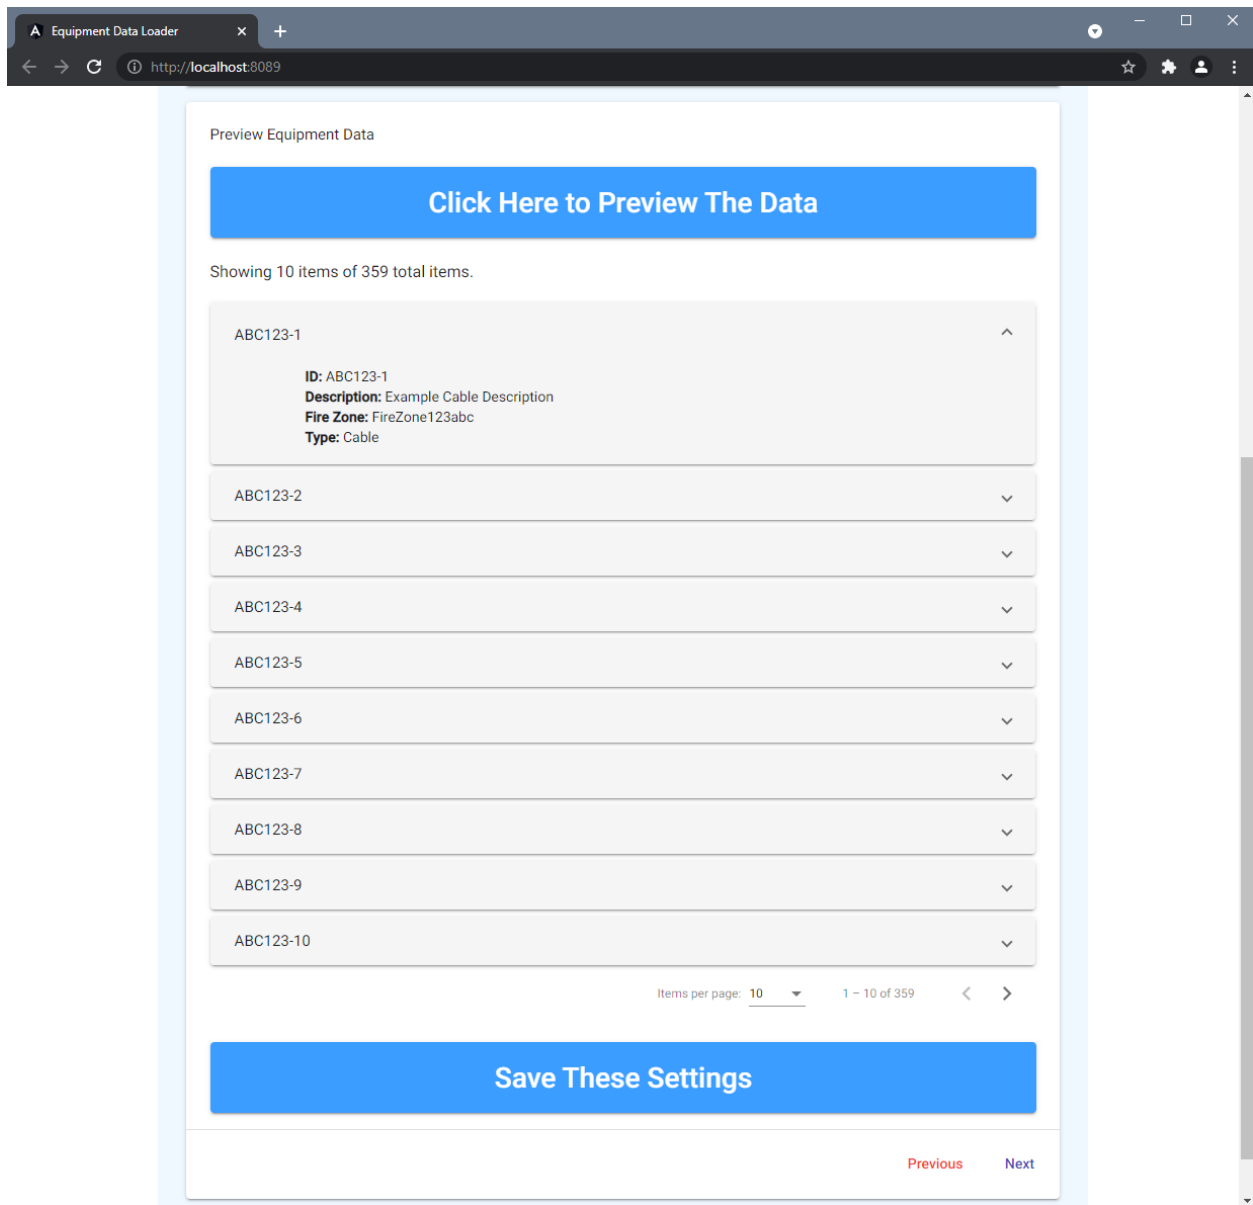 Equipment Data Loader
http://localhost:8089
Preview Equipment Data
Click Here to Preview The Data
Showing 10 items of 359 total items.
ABC123-1
ID: ABC123-1
Description: Example Cable Description
Fire Zone: FireZone123abc
Type: Cable
ABC123-2
ABC123-3
ABC123-4
ABC123-5
ABC123-6
ABC123-7
ABC123-8
ABC123-9
ABC123-10
Items per page: 10 1 – 10 of 359
Save These Settings
Previous Next